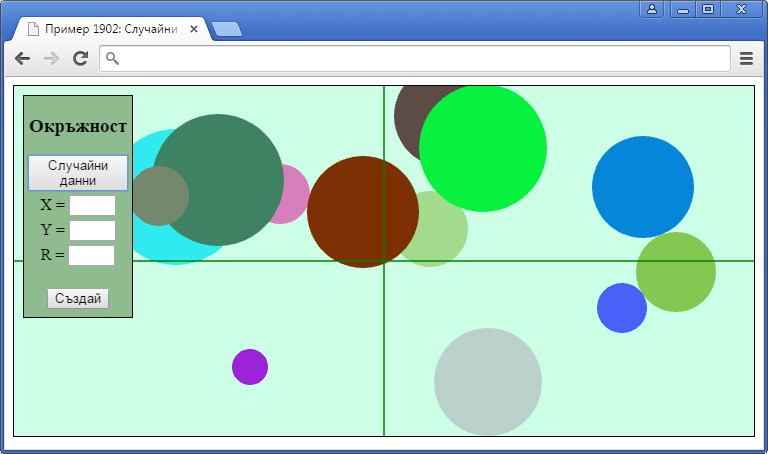 Пример 1902: Случайни
Окръжност
Случайни
данни
X =
Y =
R =
Създай